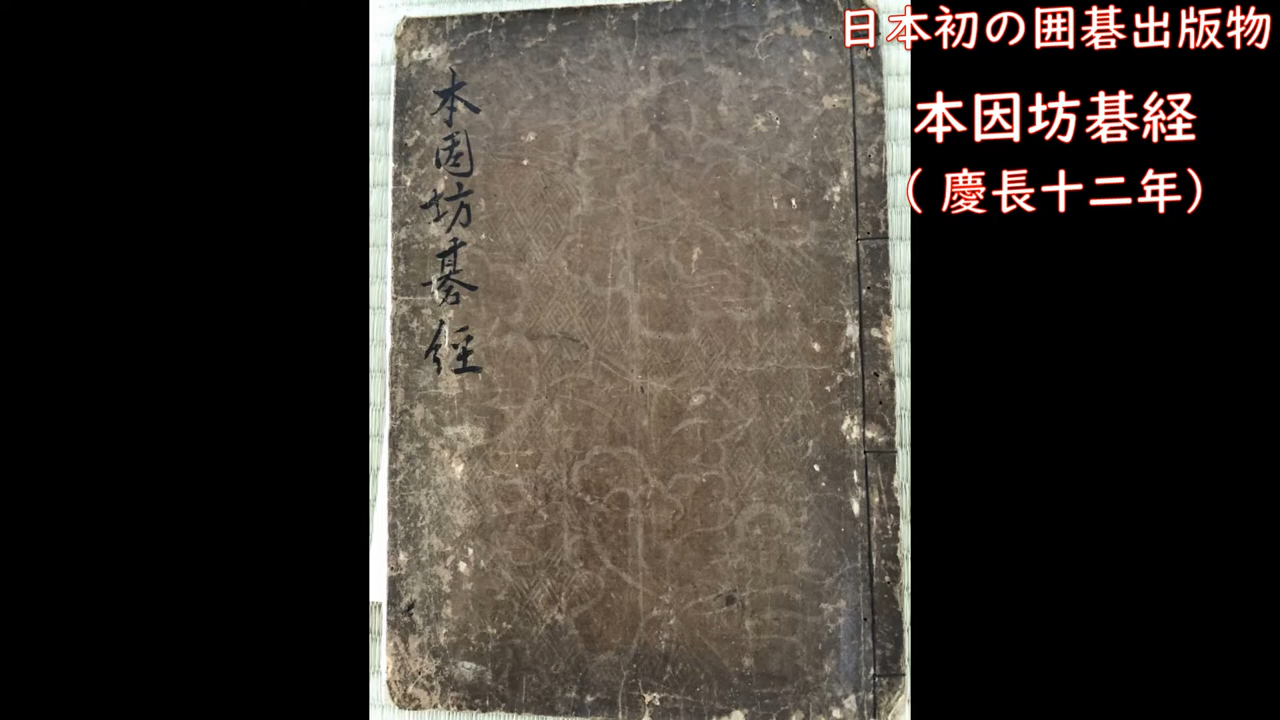 日本初の囲碁出版物
本因坊碁経
（慶長十二年）
本因坊碁經